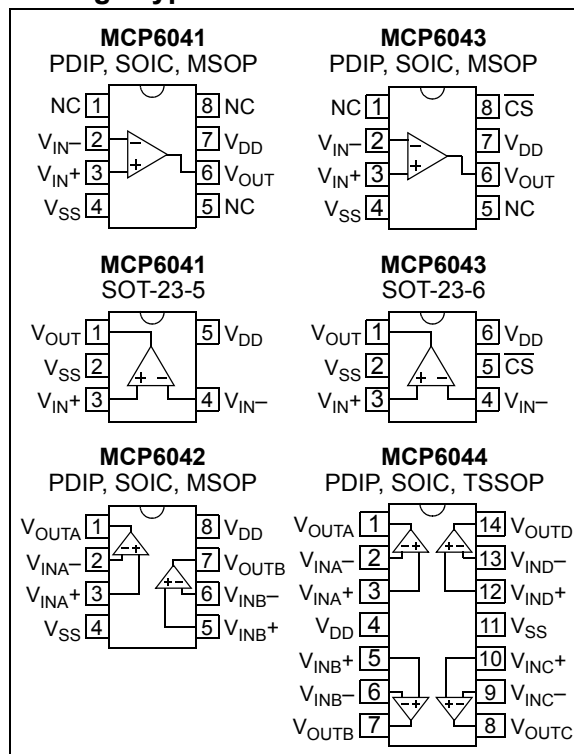 MCP6041
PDIP, SOIC, MSOP
NC 1
8 NC
VIN– 2
7 VDD
VIN+ 3
6 VOUT
VSS 4
5 NC
MCP6043
PDIP, SOIC, MSOP
NC 1
8 CS
VIN– 2
7 VDD
VIN+ 3
6 VOUT
VSS 4
5 NC
MCP6041
SOT-23-5
VOUT 1
5 VDD
VSS 2
VIN+ 3
4 VIN–
MCP6043
SOT-23-6
VOUT 1
6 VDD
VSS 2
5 CS
VIN+ 3
4 VIN–
MCP6042
PDIP, SOIC, MSOP
VOUTA 1
8 VDD
VINA– 2
7 VOUTB
VINA+ 3
6 VINB–
VSS 4
5 VINB+
MCP6044
PDIP, SOIC, TSSOP
VOUTA 1
14 VOUTD
VINA– 2
13 VIND–
VINA+ 3
12 VIND+
VDD 4
11 VSS
VINB+ 5
10 VINC+
VINB– 6
9 VINC–
VOUTB 7
8 VOUTC